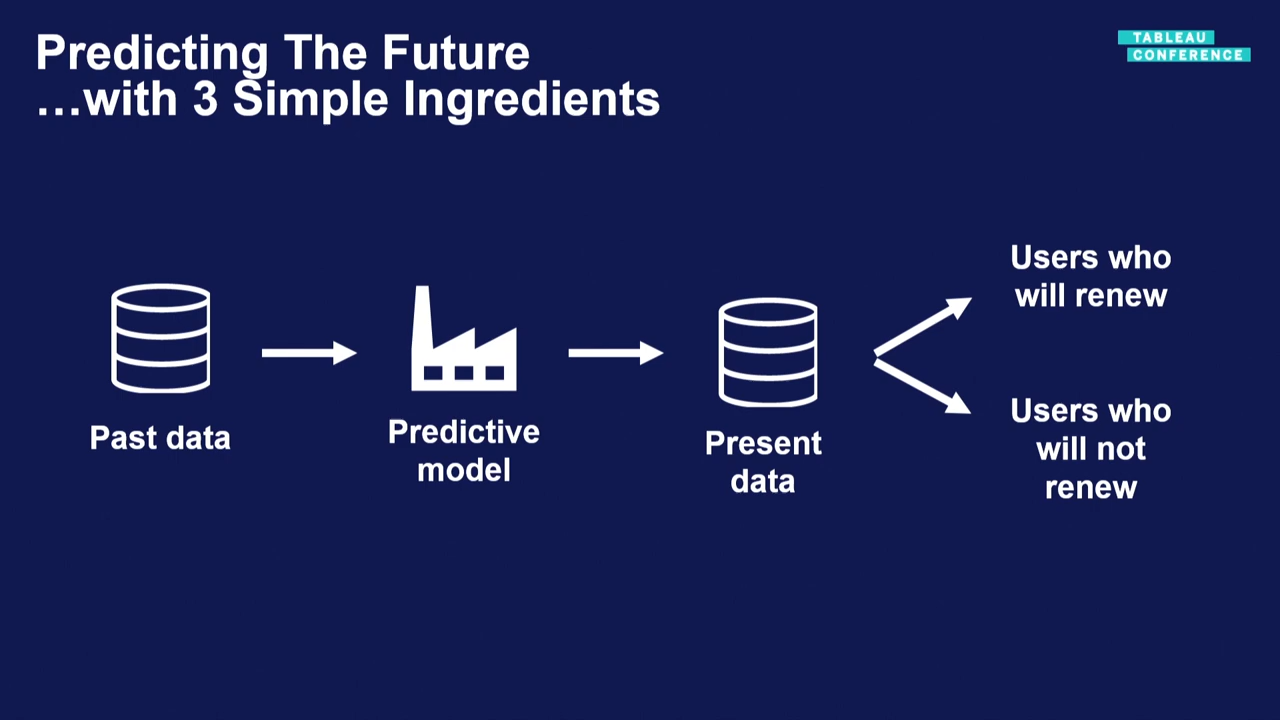 Predicting The Future
...with 3 Simple Ingredients
TABLEAU
CONFERENCE
Past data
Predictive
model
Present
data
Users who
will renew
Users who
will not
renew